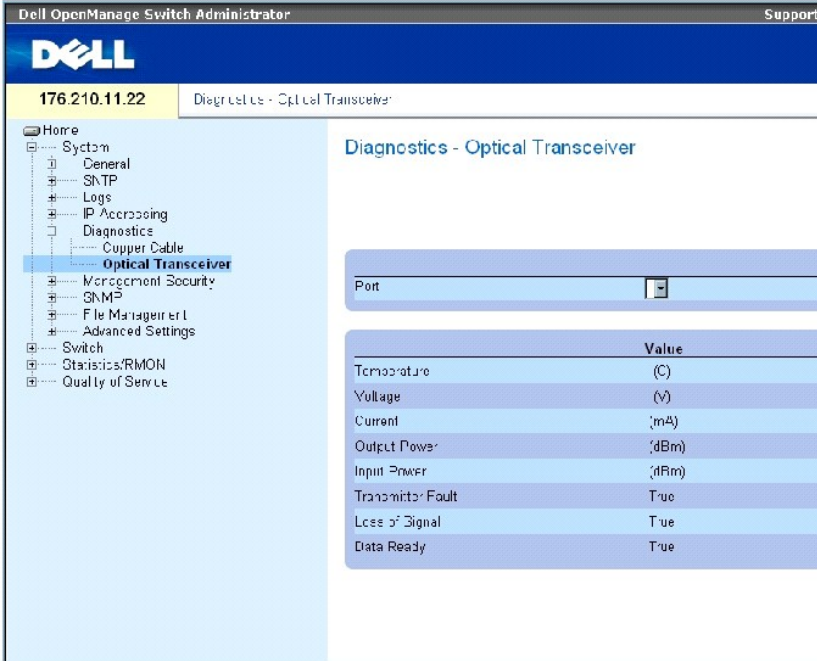 Dell OpenManage Switch Administrator Support
DELL
176.210.11.22 Diagnostics - Optical Transceiver
Home
System
General
SNTP
Logs
IP Addressing
Diagnostics
Copper Cable
Optical Transceiver
Management Security
SNMP
File Management
Advanced Settings
Switch
Statistics/RMON
Quality of Service
Diagnostics - Optical Transceiver
Port
Value
Temperature (C)
Voltage (V)
Current (mA)
Output Power (dBm)
Input Power (dBm)
Transmitter Fault True
Loss of Signal True
Data Ready True